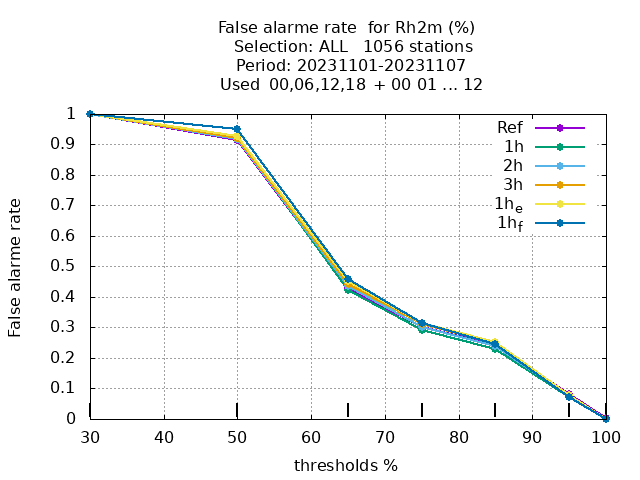 False alarme rate  for Rh2m (%)
Selection: ALL   1056 stations
Period: 20231101-20231107
Used  00,06,12,18  + 00 01 ... 12
1
0.9
0.8
0.7
0.6
0.5
0.4
0.3
0.2
0.1
0
False alarme rate
Ref
1h
2h
3h
1he
1hf
30 40 50 60 70 80 90 100
thresholds %